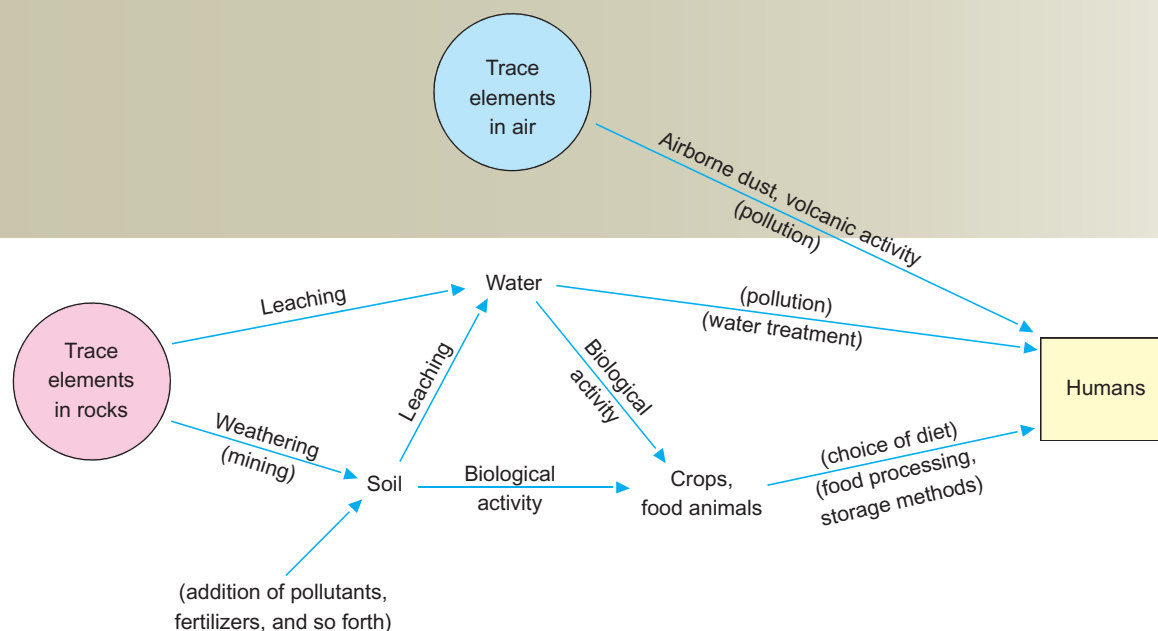 Trace
elements
in air
Airborne dust, volcanic activity
(pollution)
Water
Leaching
(pollution)
(water treatment)
Trace
elements
in rocks
Leaching
Biological
activity
Humans
Weathering
(mining)
Soil
Biological
activity
Crops,
food animals
(choice of diet)
(food processing,
storage methods)
(addition of pollutants,
fertilizers, and so forth)